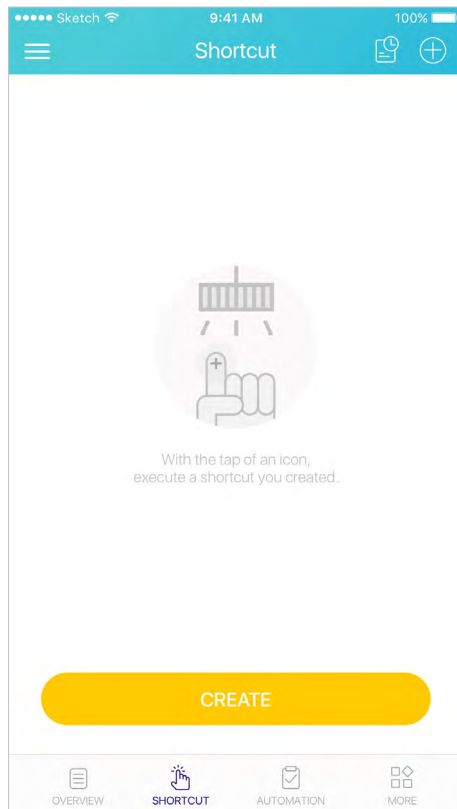 Sketch 9:41 AM 100%
Shortcut
With the tap of an icon,
execute a shortcut you created.
CREATE
OVERVIEW SHORTCUT AUTOMATION MORE